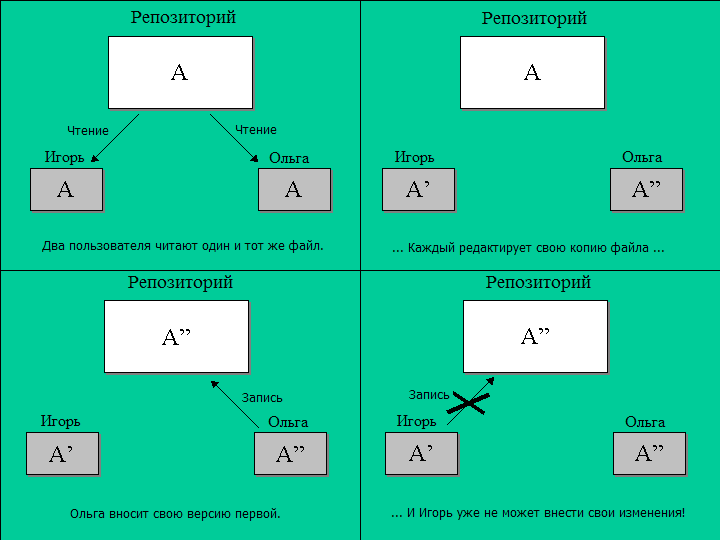 Репозиторий
A
Чтение
Чтение
Игорь
Ольга
A
A
Два пользователя читают один и тот же файл.
Репозиторий
A
Игорь
Ольга
A’
A”
... Каждый редактирует свою копию файла ...
Репозиторий
A”
Запись
Игорь
Ольга
A’
A”
Ольга вносит свою версию первой.
Репозиторий
A”
Запись
Игорь
Ольга
A’
A”
... И Игорь уже не может внести свои изменения!